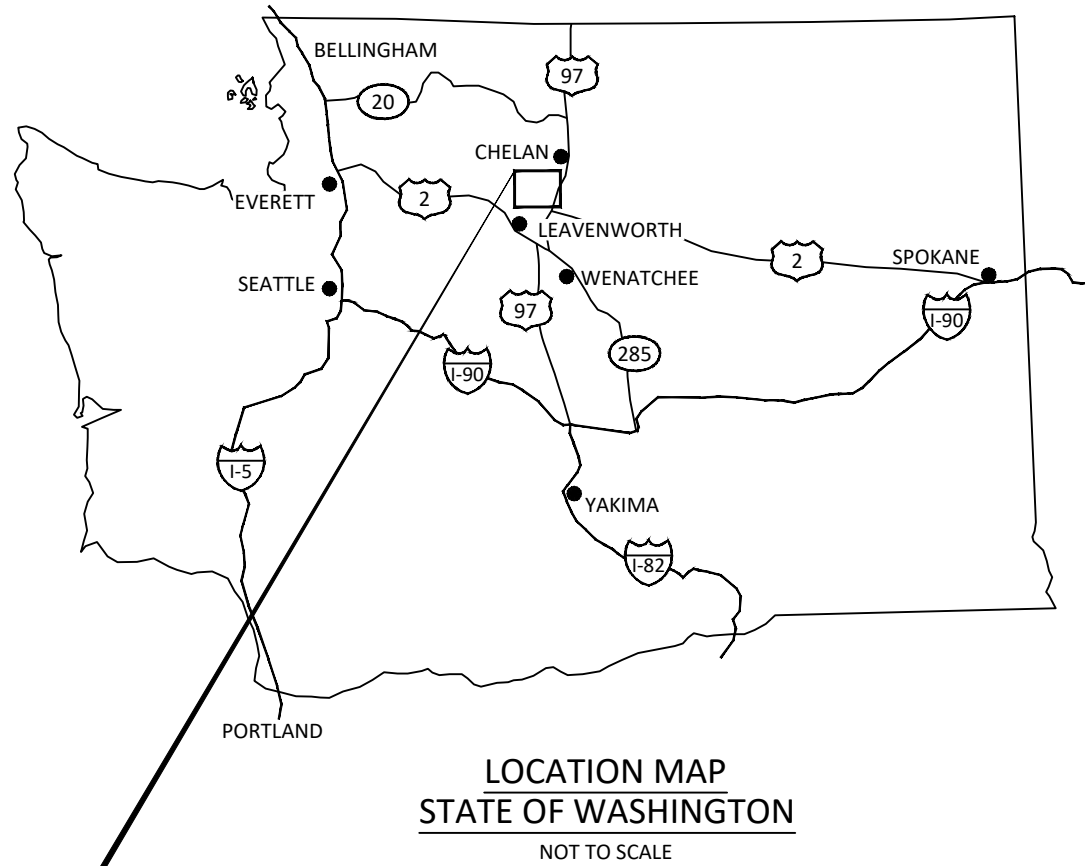 BELLINGHAM
97
20
CHELAN
EVERETT
2
LEAVENWORTH
SPOKANE
2
SEATTLE
WENATCHEE
97
I-90
285
I-90
I-5
YAKIMA
I-82
PORTLAND
LOCATION MAP
STATE OF WASHINGTON
NOT TO SCALE